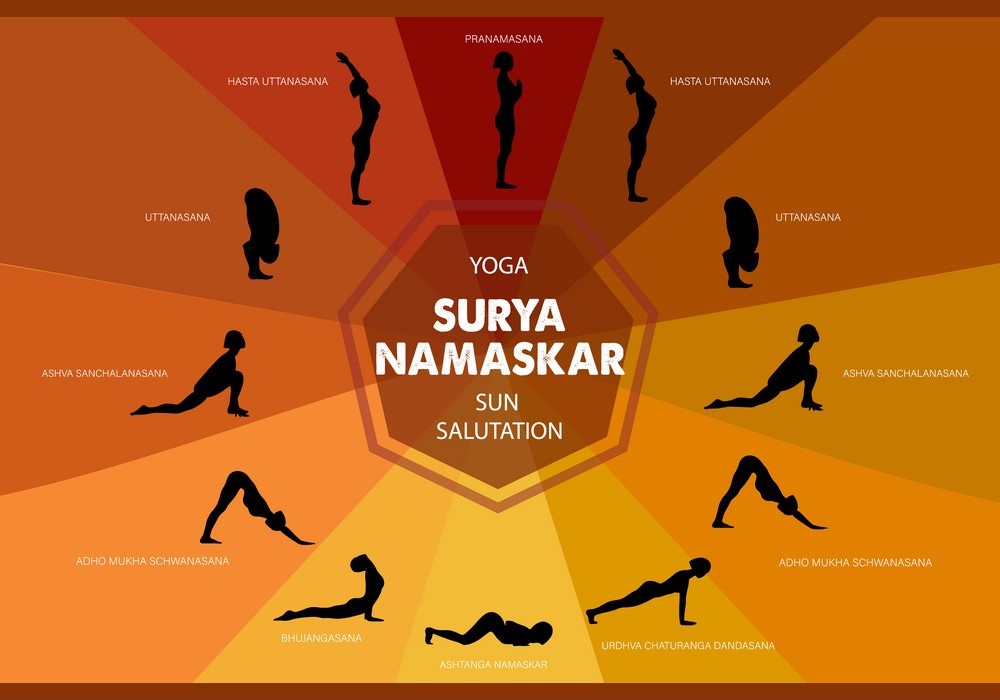 PRANAMASANA
HASTA UTTANASANA
HASTA UTTANASANA
UTTANASANA
UTTANASANA
YOGA
SURYA
NAMASKAR
SUN
SALUTATION
ASHVA SANCHALANASANA
ASHVA SANCHALANASANA
ADHO MUKHA SCHWANASANA
ADHO MUKHA SCHWANASANA
BHUJANGASANA
URDHVA CHATURANGA DANDASANA
ASHTANGA NAMASKAR